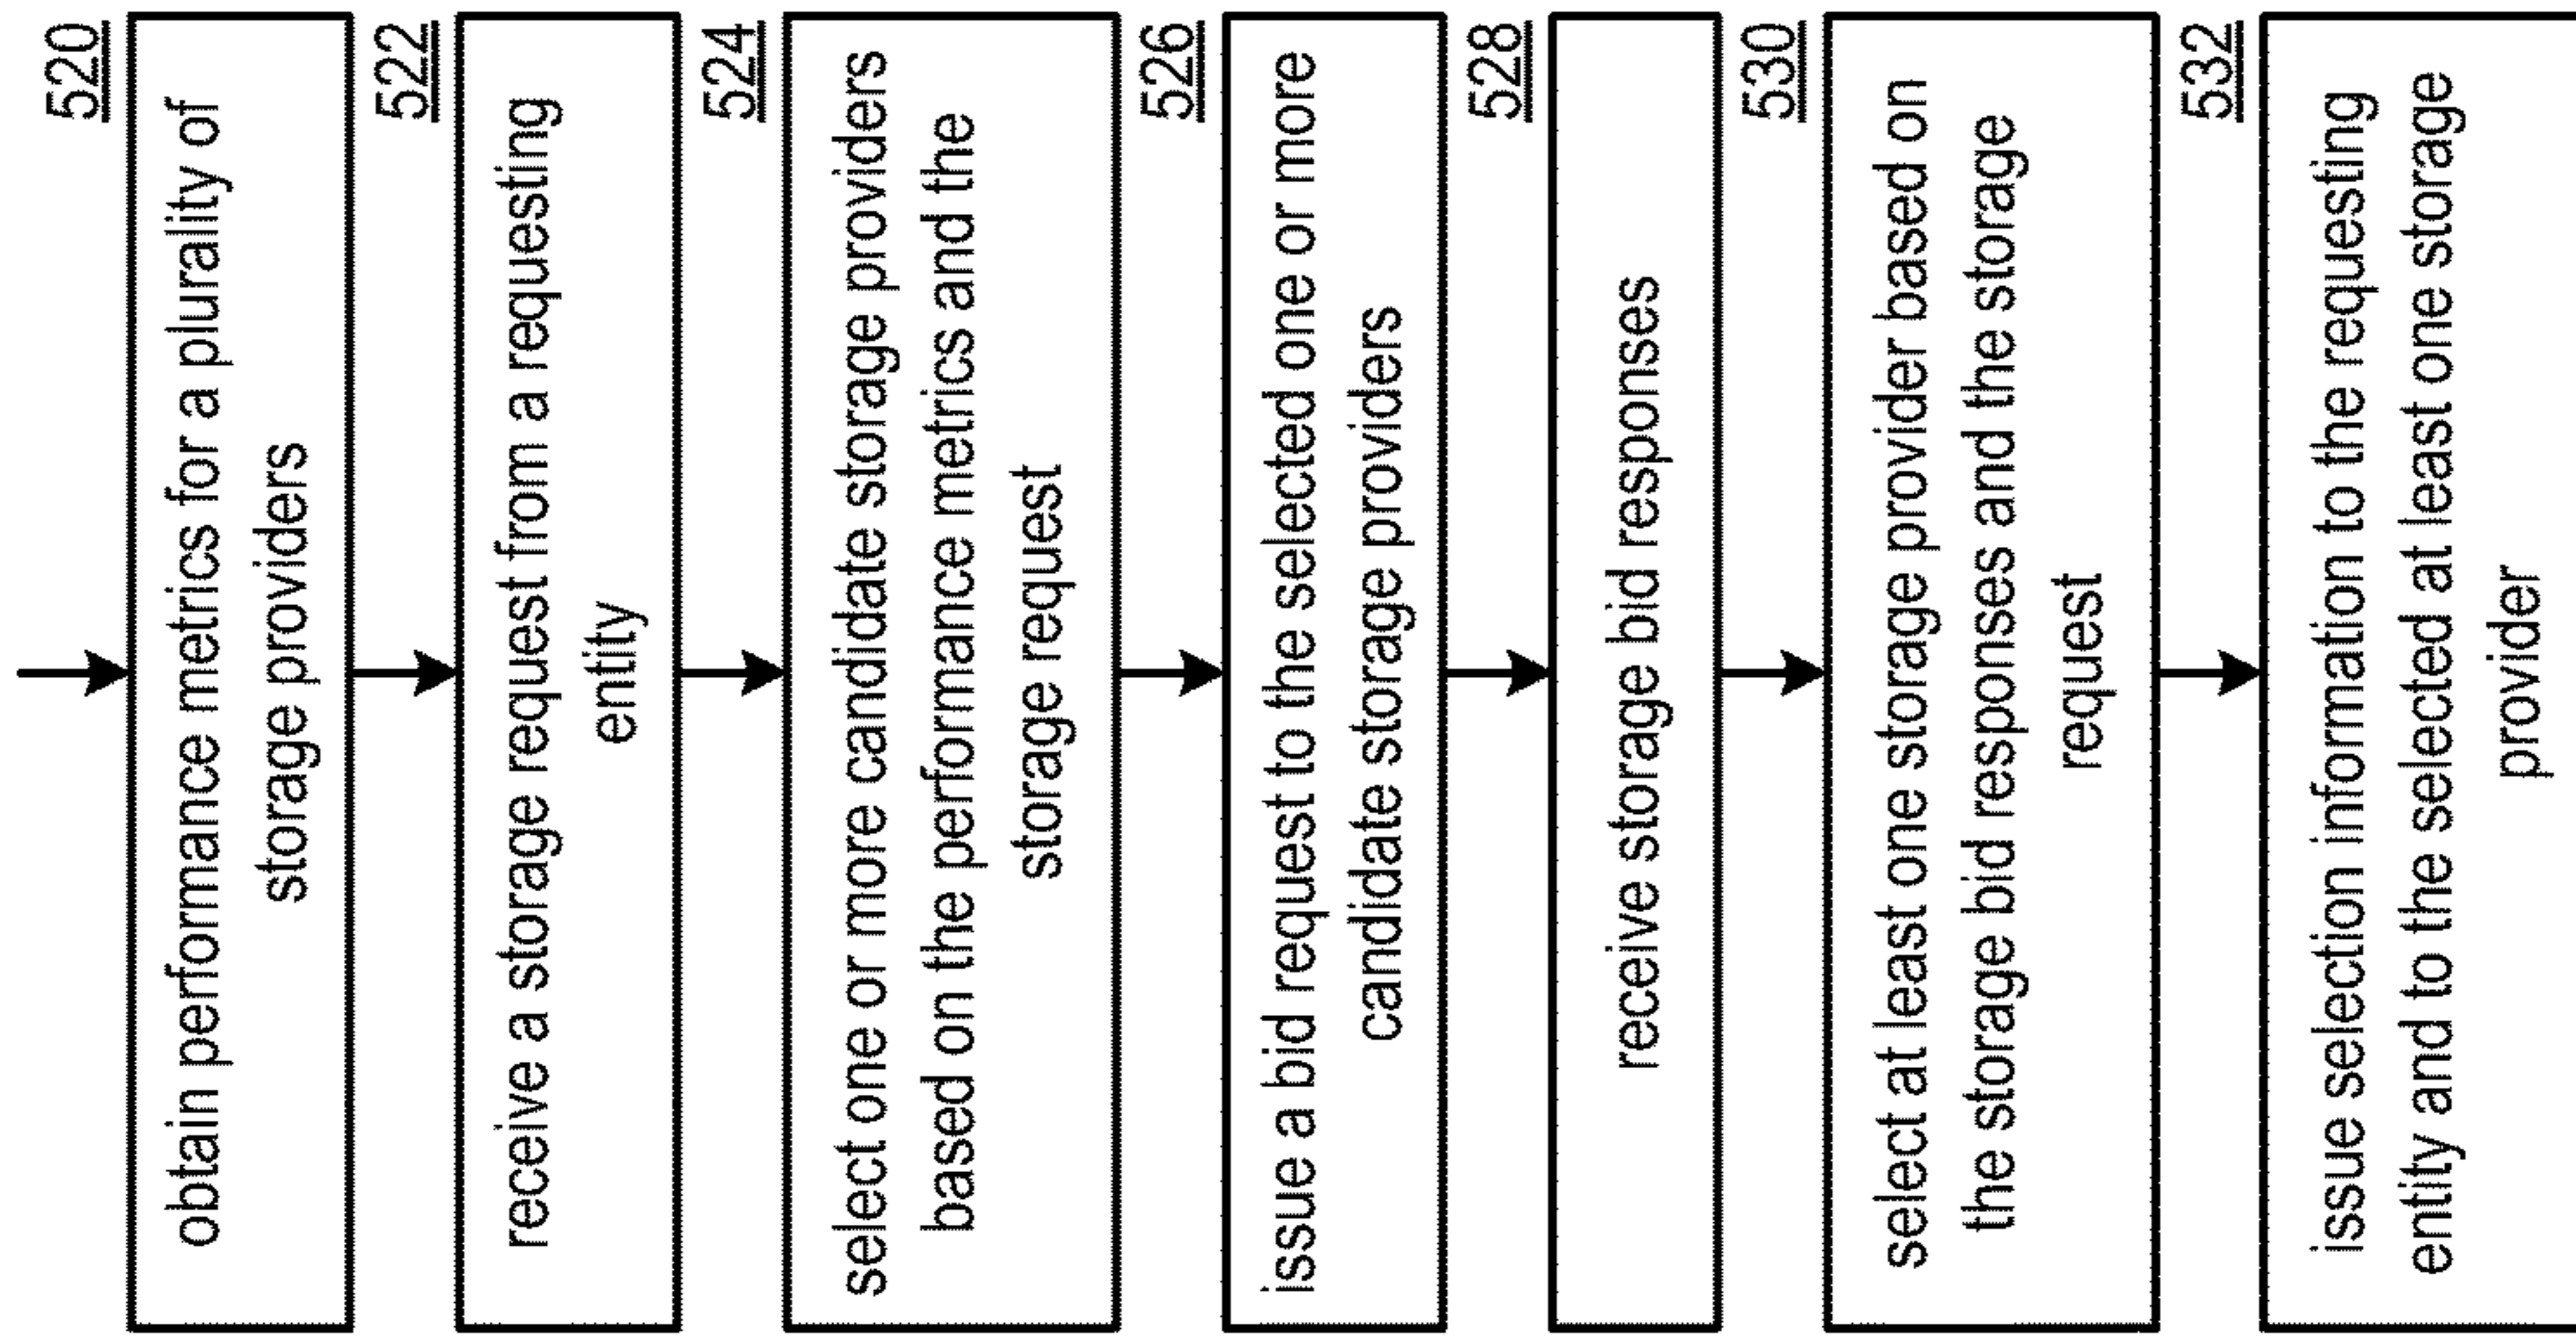 520
obtain performance metrics for a plurality of
storage providers
522
receive a storage request from a requesting
entity
524
select one or more candidate storage providers
based on the performance metrics and the
storage request
526
issue a bid request to the selected one or more
candidate storage providers
528
receive storage bid responses
530
select at least one storage provider based on
the storage bid responses and the storage
request
532
issue selection information to the requesting
entity and to the selected at least one storage
provider